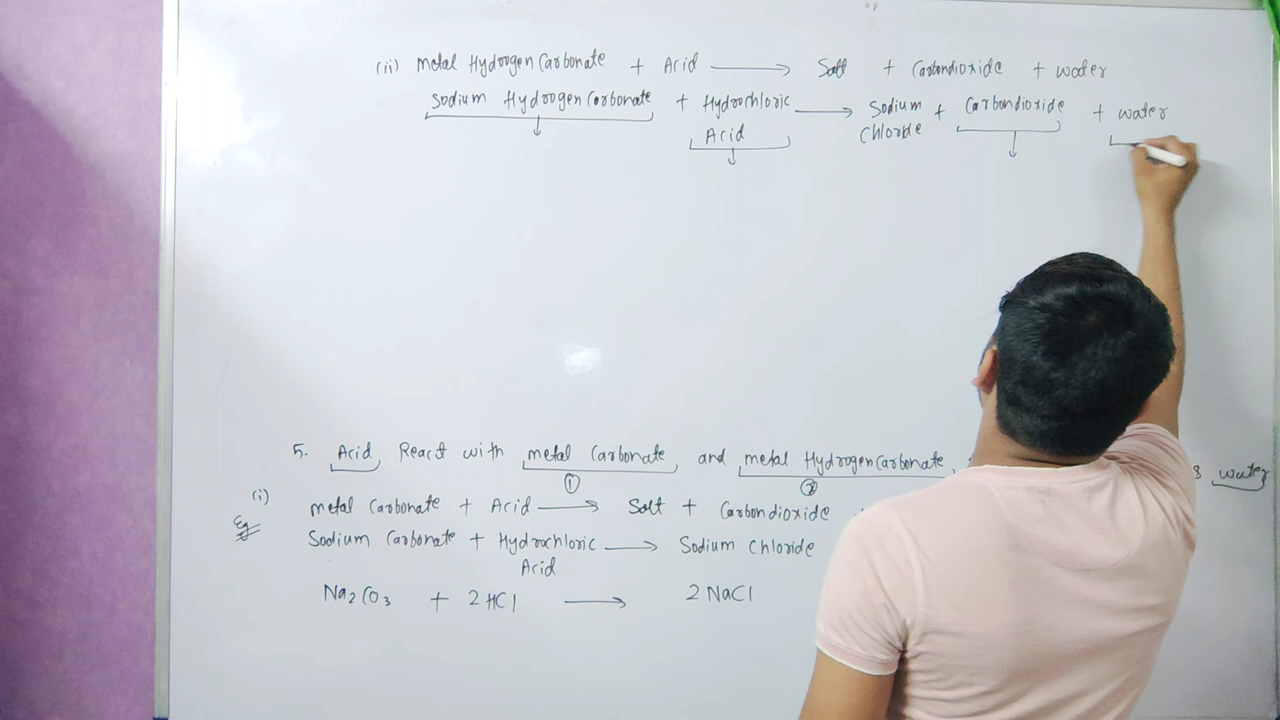 (ii) Metal Hydrogen Carbonate + Acid ⟶ Salt + Carbondioxide + water
Sodium Hydrogen Carbonate + Hydrochloric ⟶ Sodium + Carbondioxide + water
Acid Chloride
5. Acid React with metal Carbonate and metal Hydrogen Carbonate & water
① ②
(i) metal Carbonate + Acid ⟶ Salt + Carbondioxide
Eg Sodium Carbonate + Hydrochloric ⟶ Sodium Chloride
Acid
Na2CO3 + 2HCl ⟶ 2NaCl